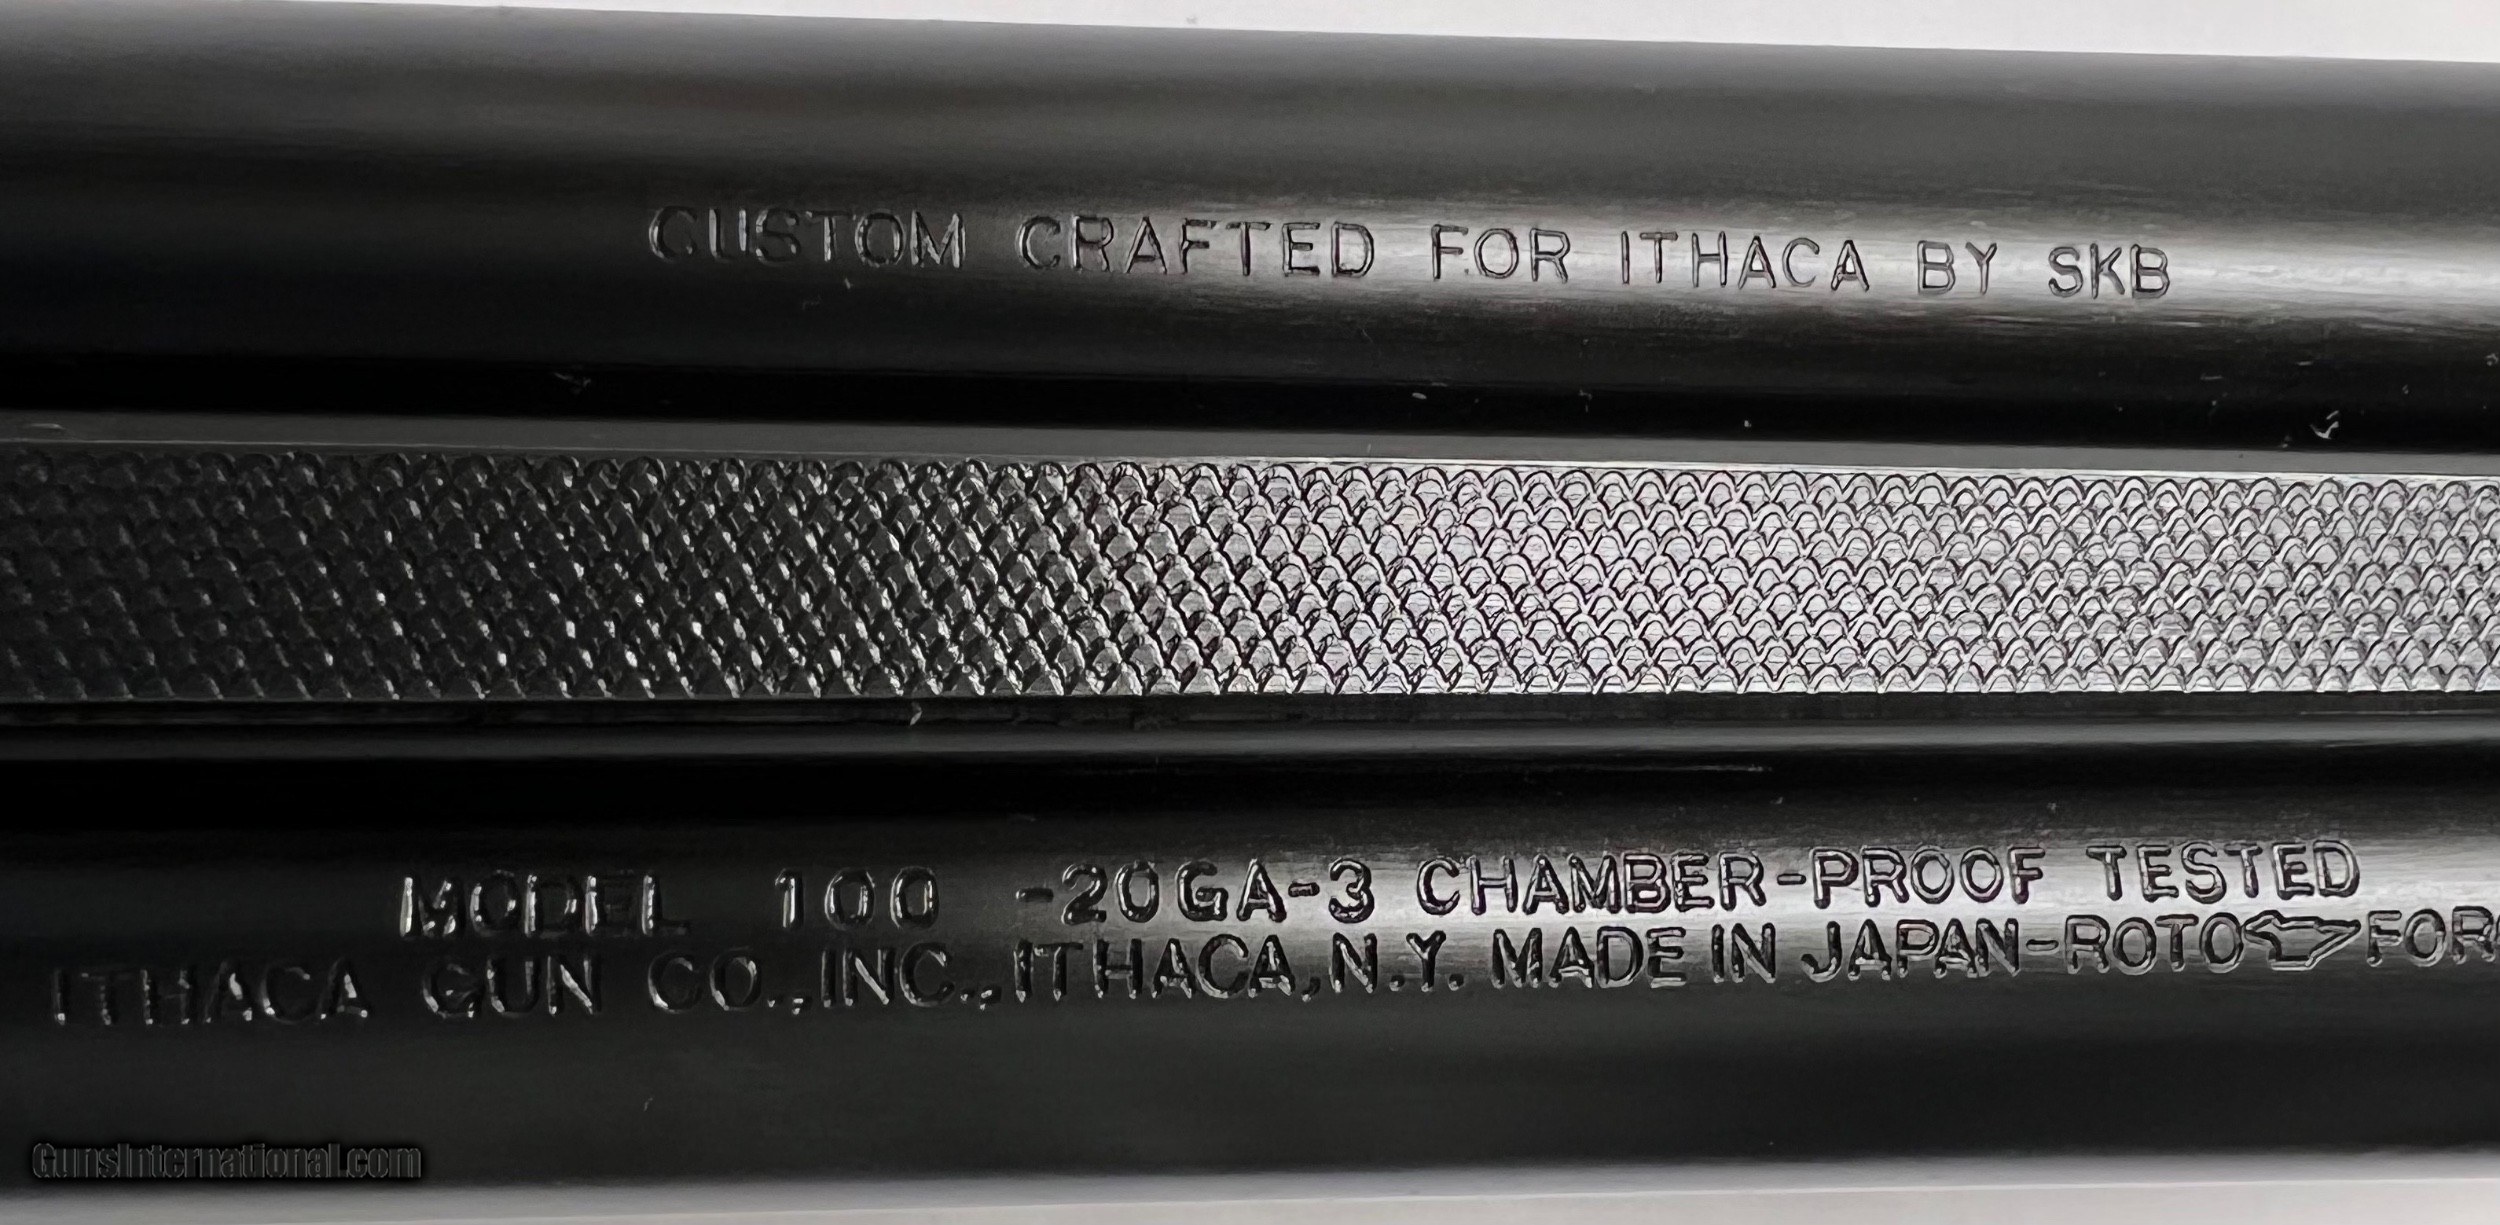 CUSTOM CRAFTED FOR ITHACA BY SKB
MODEL 100 -20GA-3 CHAMBER-PROOF TESTED
ITHACA GUN CO.,INC.,ITHACA,N.Y. MADE IN JAPAN-ROTO FOR
GunsInternational.com